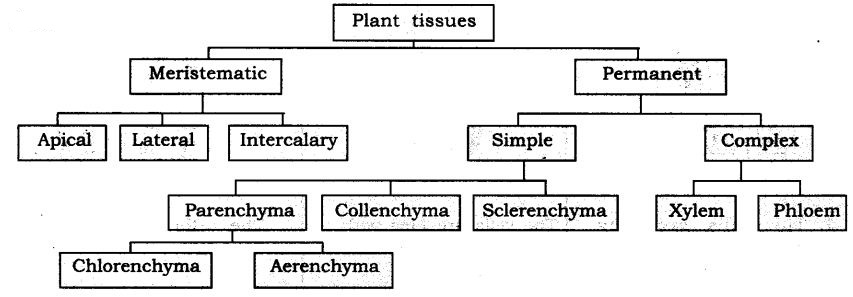 Plant tissues
Meristematic Permanent
Apical Lateral Intercalary Simple Complex
Parenchyma Collenchyma Sclerenchyma Xylem Phloem
Chlorenchyma Aerenchyma